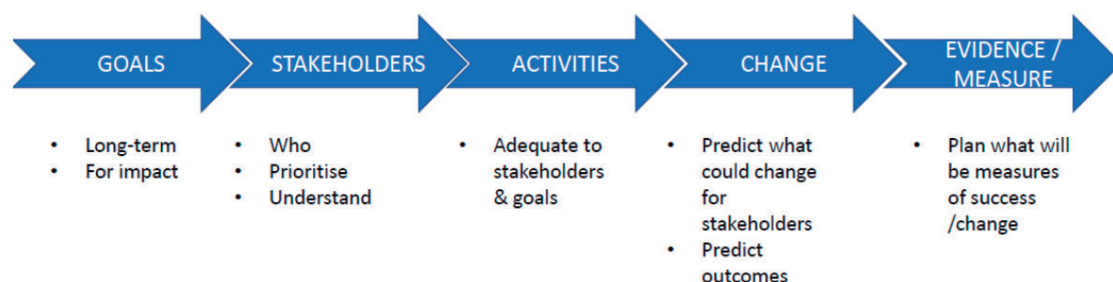 GOALS
STAKEHOLDERS
ACTIVITIES
CHANGE
EVIDENCE /
MEASURE
• Long-term
• For impact
• Who
• Prioritise
• Understand
• Adequate to
stakeholders
& goals
• Predict what
could change
for
stakeholders
• Predict
outcomes
• Plan what will
be measures
of success
/change